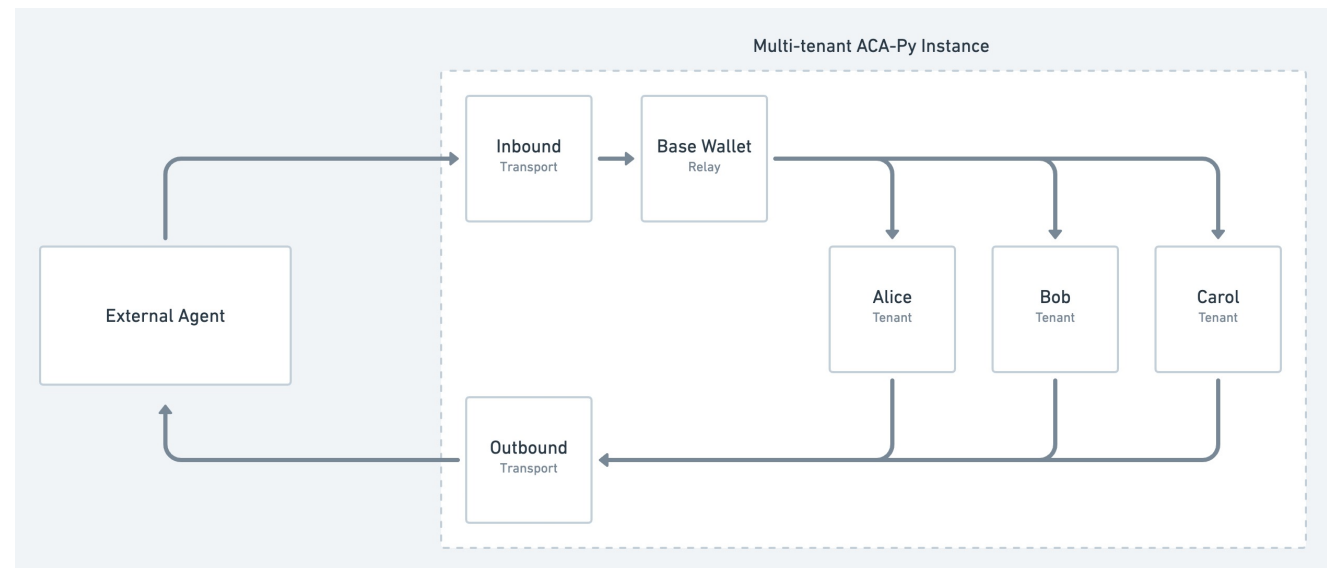 Multi-tenant ACA-Py Instance
Inbound
Transport
Base Wallet
Relay
External Agent
Alice
Tenant
Bob
Tenant
Carol
Tenant
Outbound
Transport